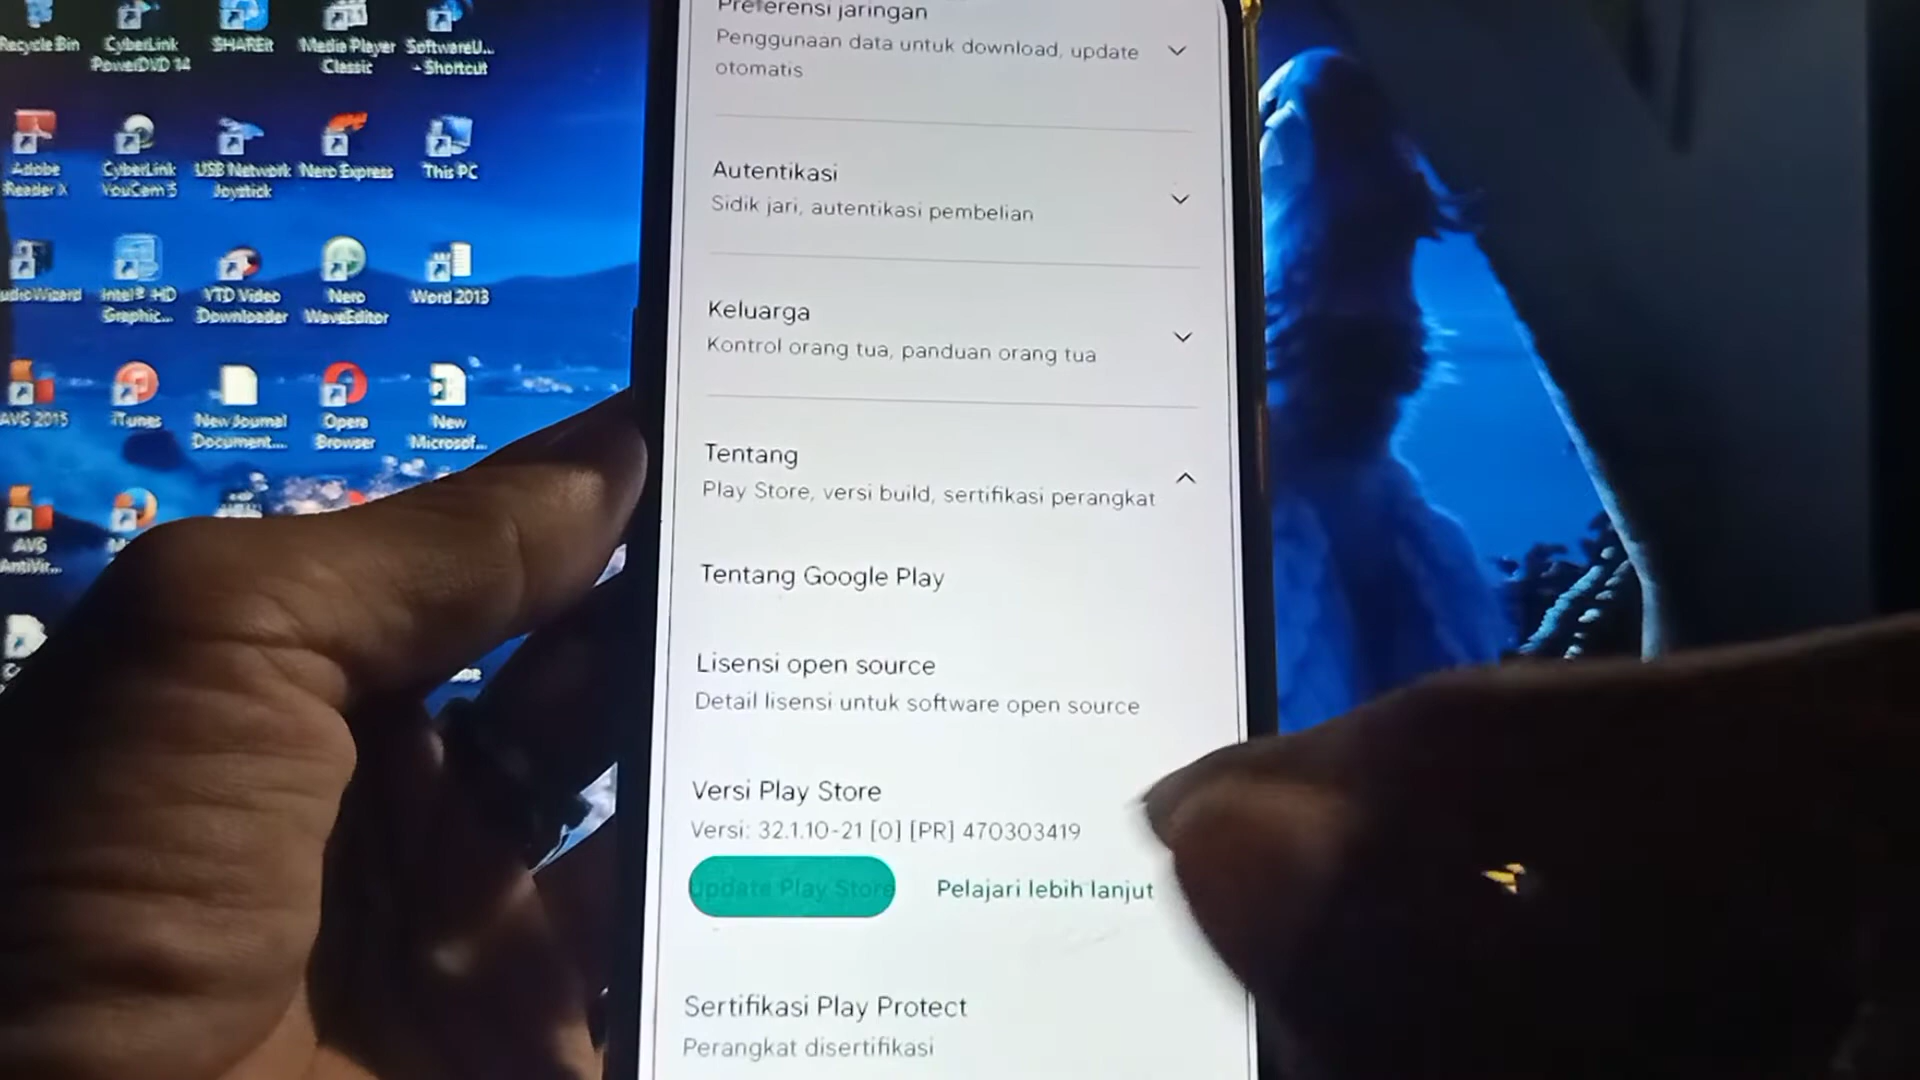 Recycle Bin
CyberLink
PowerDVD 14
SHAREit
Media Player
Classic
SoftwareU...
- Shortcut
Adobe
Reader X
CyberLink
YouCam 5
USB Network
Joystick
Nero Express
This PC
Intel® HD
Graphic...
YTD Video
Downloader
Nero
WaveEditor
Word 2013
AVG 2015
iTunes
New Journal
Document...
Opera
Browser
New
Microsof...
AVG
AntiVir...
Preferensi jaringan
Penggunaan data untuk download, update
otomatis
Autentikasi
Sidik jari, autentikasi pembelian
Keluarga
Kontrol orang tua, panduan orang tua
Tentang
Play Store, versi build, sertifikasi perangkat
Tentang Google Play
Lisensi open source
Detail lisensi untuk software open source
Versi Play Store
Versi: 32.1.10-21 [0] [PR] 470303419
Update Play Store
Pelajari lebih lanjut
Sertifikasi Play Protect
Perangkat disertifikasi